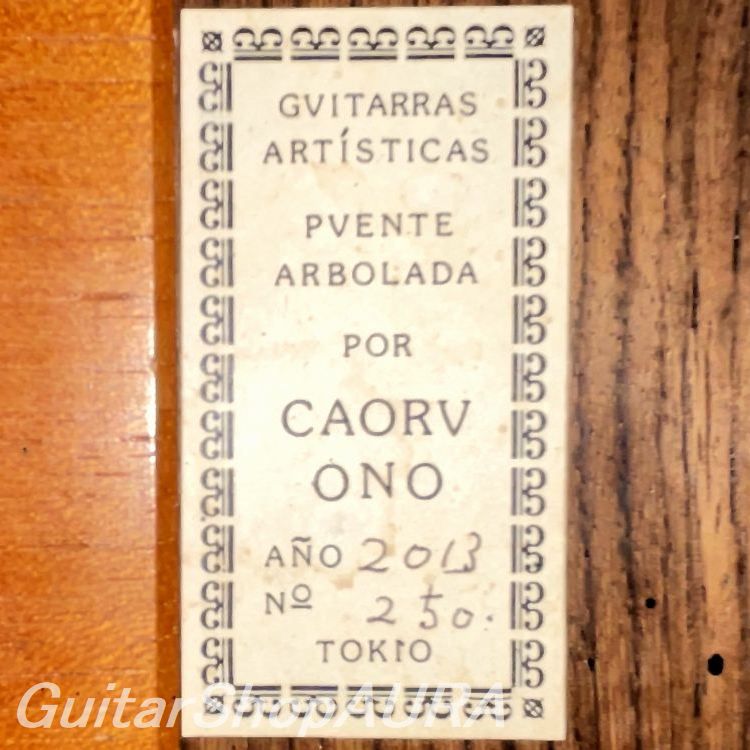 GVITARRAS
ARTÍSTICAS
PVENTE
ARBOLADA
POR
CAORV
ONO
AÑO 2013
Nº 250.
TOKIO
GuitarShopAURA